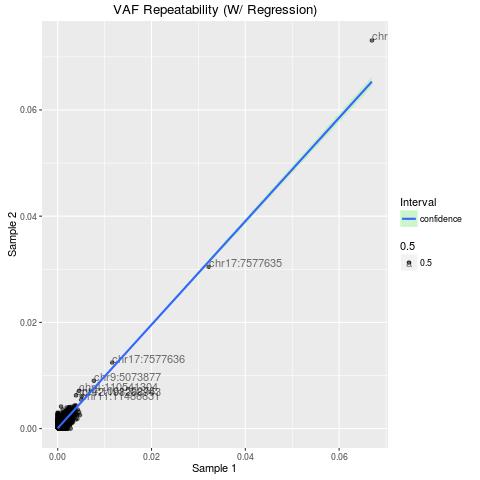 VAF Repeatability (W/ Regression)
chr
0.06
Interval
confidence
0.04
Sample 2
0.5
0.5
chr17:7577635
0.02
chr17:7577636
chr9:5073877
0.00
0.00
0.02
0.04
0.06
Sample 1